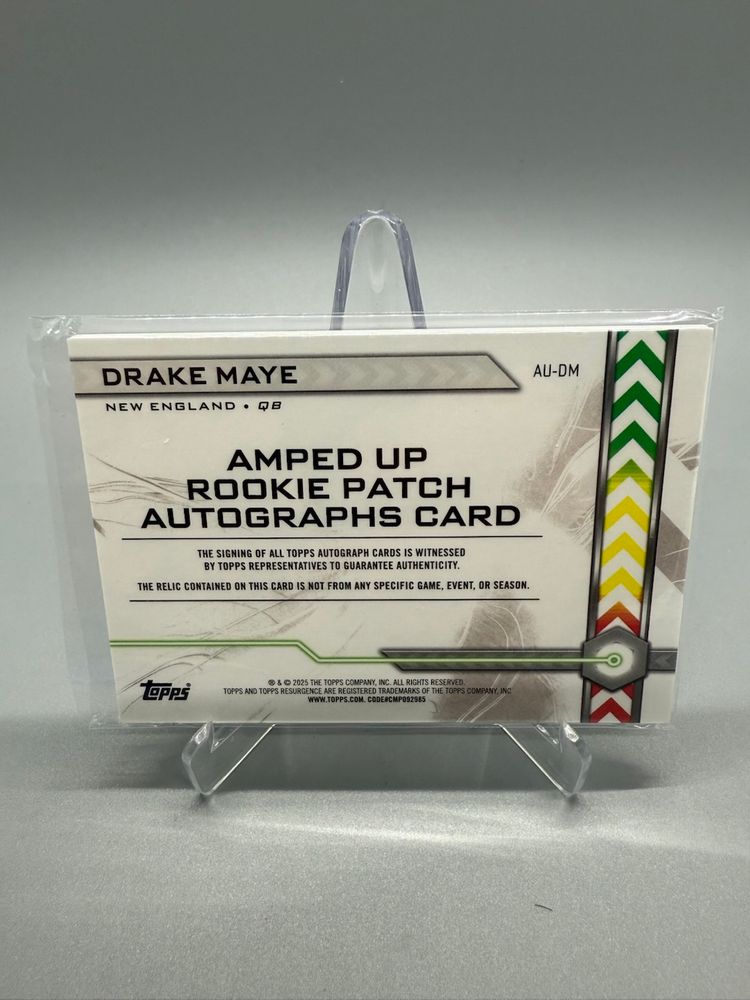 DRAKE MAYE
AU-DM
NEW ENGLAND • QB
AMPED UP
ROOKIE PATCH
AUTOGRAPHS CARD
THE SIGNING OF ALL TOPPS AUTOGRAPH CARDS IS WITNESSED
BY TOPPS REPRESENTATIVES TO GUARANTEE AUTHENTICITY.
THE RELIC CONTAINED ON THIS CARD IS NOT FROM ANY SPECIFIC GAME, EVENT, OR SEASON.
topps®
® & © 2025 THE TOPPS COMPANY, INC. ALL RIGHTS RESERVED.
TOPPS AND TOPPS RESURGENCE ARE REGISTERED TRADEMARKS OF THE TOPPS COMPANY, INC
WWW.TOPPS.COM. CODE#CMP092985